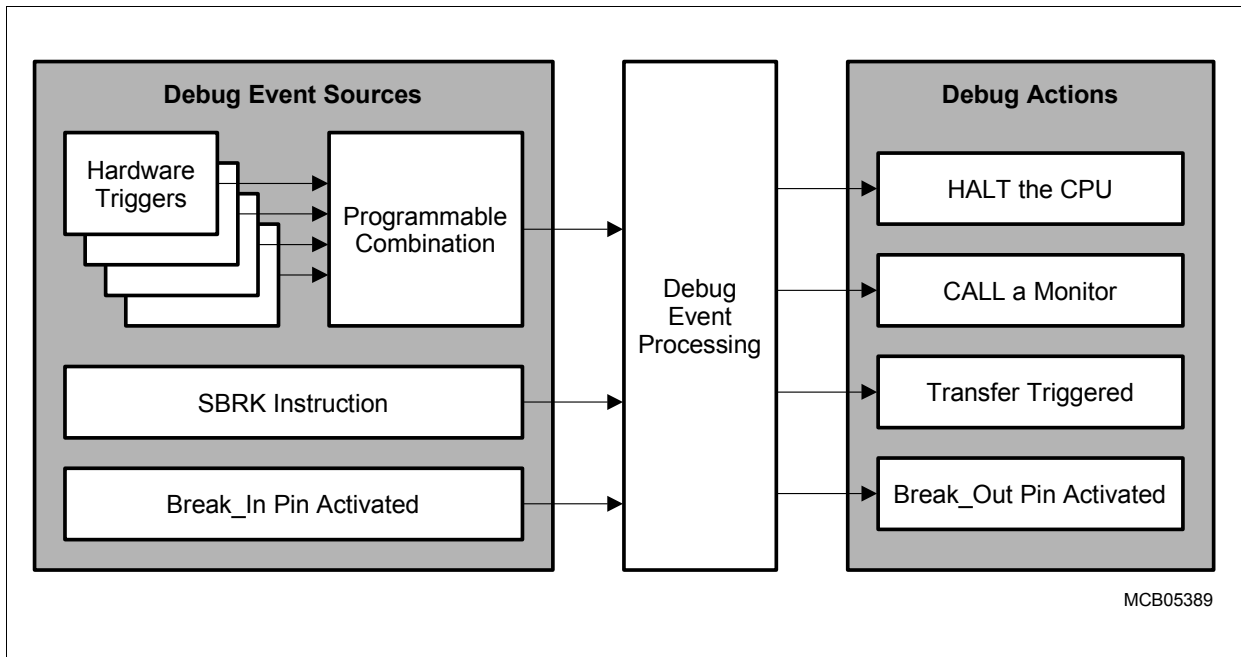 Debug Event Sources
Hardware
Triggers
Programmable
Combination
SBRK Instruction
Break_In Pin Activated
Debug
Event
Processing
Debug Actions
HALT the CPU
CALL a Monitor
Transfer Triggered
Break_Out Pin Activated
MCB05389